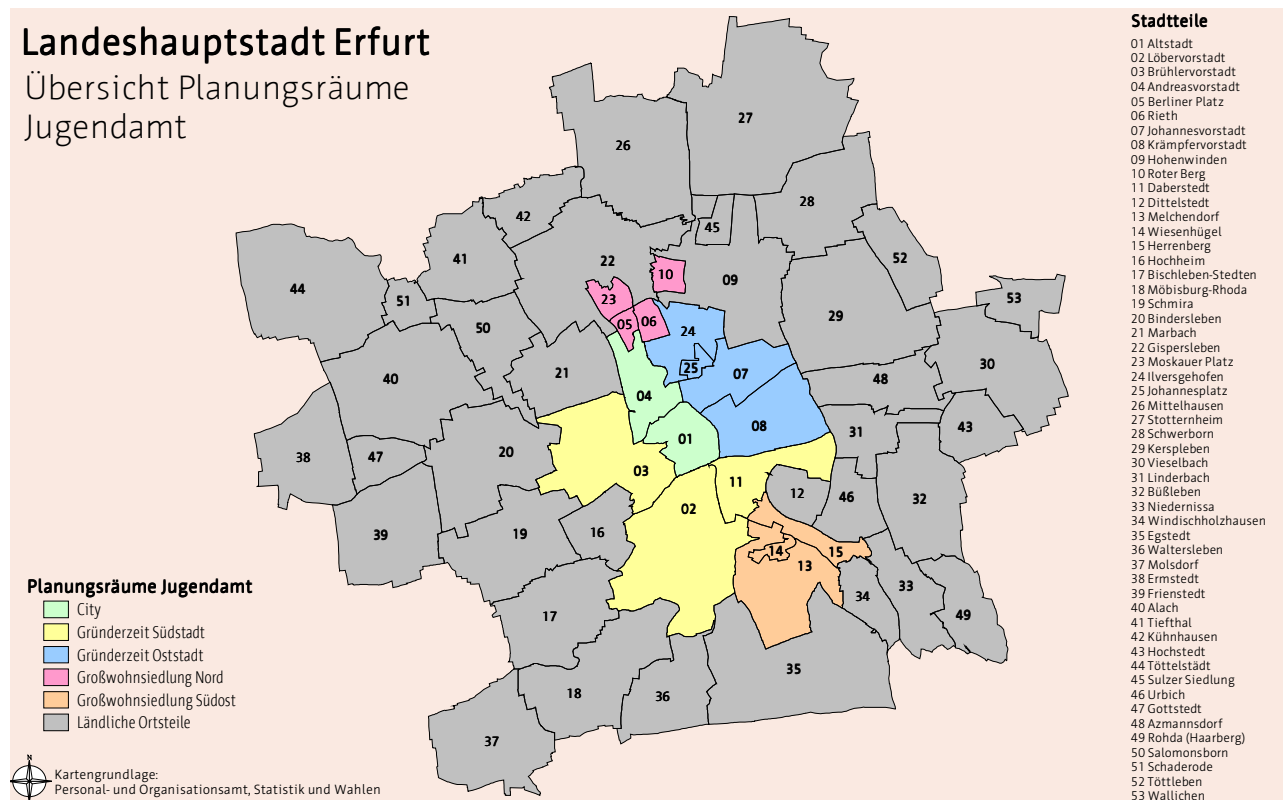 Landeshauptstadt Erfurt
Übersicht Planungsräume
Jugendamt
Stadtteile
01 Altstadt
02 Löbervorstadt
03 Brühlervorstadt
04 Andreasvorstadt
05 Berliner Platz
06 Rieth
07 Johannesvorstadt
08 Krämpfervorstadt
09 Hohenwinden
10 Roter Berg
11 Daberstedt
12 Dittelstedt
13 Melchendorf
14 Wiesenhügel
15 Herrenberg
16 Hochheim
17 Bischleben-Stedten
18 Möbisburg-Rhoda
19 Schmira
20 Bindersleben
21 Marbach
22 Gispersleben
23 Moskauer Platz
24 Ilversgehofen
25 Johannesplatz
26 Mittelhausen
27 Stotternheim
28 Schwerborn
29 Kerspleben
30 Vieselbach
31 Linderbach
32 Büßleben
33 Niedernissa
34 Windischholzhausen
35 Egstedt
36 Waltersleben
37 Molsdorf
38 Ermstedt
39 Frienstedt
40 Alach
41 Tiefthal
42 Kühnhausen
43 Hochstedt
44 Töttelstädt
45 Sulzer Siedlung
46 Urbich
47 Gottstedt
48 Azmannsdorf
49 Rohda (Haarberg)
50 Salomonsborn
51 Schaderode
52 Töttleben
53 Wallichen
27
26
28
42
45
41
22
52
10
09
44
23
53
51
05
06
29
50
24
30
21
25
07
40
48
04
08
43
01
31
38
47
20
03
11
12
46
32
02
39
19
16
14
15
13
33
34
49
17
35
18
36
37
Planungsräume Jugendamt
City
Gründerzeit Südstadt
Gründerzeit Oststadt
Großwohnsiedlung Nord
Großwohnsiedlung Südost
Ländliche Ortsteile
N
Kartengrundlage:
Personal- und Organisationsamt, Statistik und Wahlen